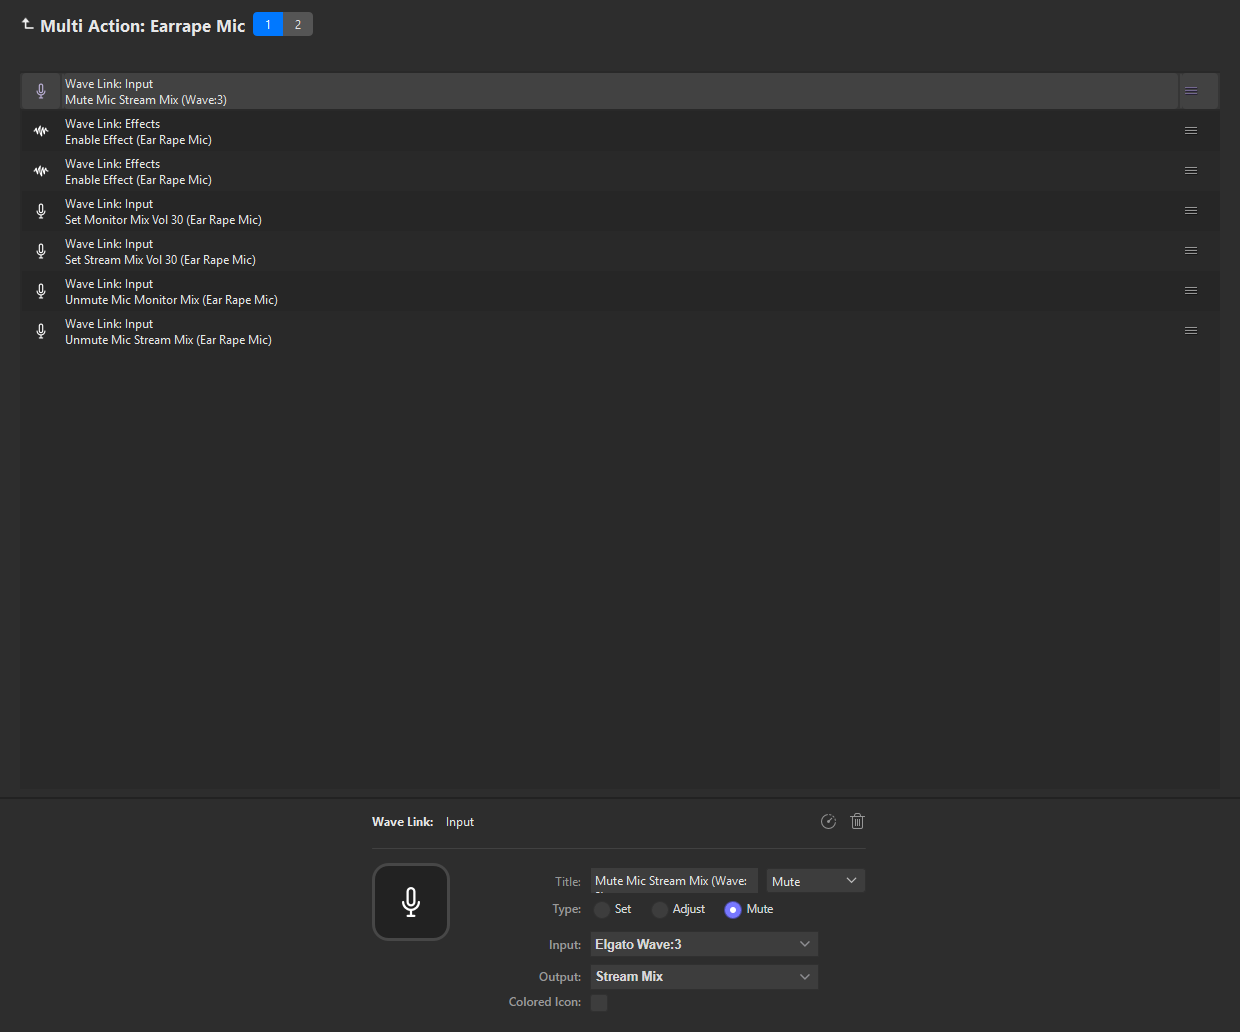 Multi Action: Earrape Mic 1 2
Wave Link: Input
Mute Mic Stream Mix (Wave:3)
Wave Link: Effects
Enable Effect (Ear Rape Mic)
Wave Link: Effects
Enable Effect (Ear Rape Mic)
Wave Link: Input
Set Monitor Mix Vol 30 (Ear Rape Mic)
Wave Link: Input
Set Stream Mix Vol 30 (Ear Rape Mic)
Wave Link: Input
Unmute Mic Monitor Mix (Ear Rape Mic)
Wave Link: Input
Unmute Mic Stream Mix (Ear Rape Mic)
Wave Link: Input
Title: Mute Mic Stream Mix (Wave: Mute
Type: Set Adjust Mute
Input: Elgato Wave:3
Output: Stream Mix
Colored Icon: